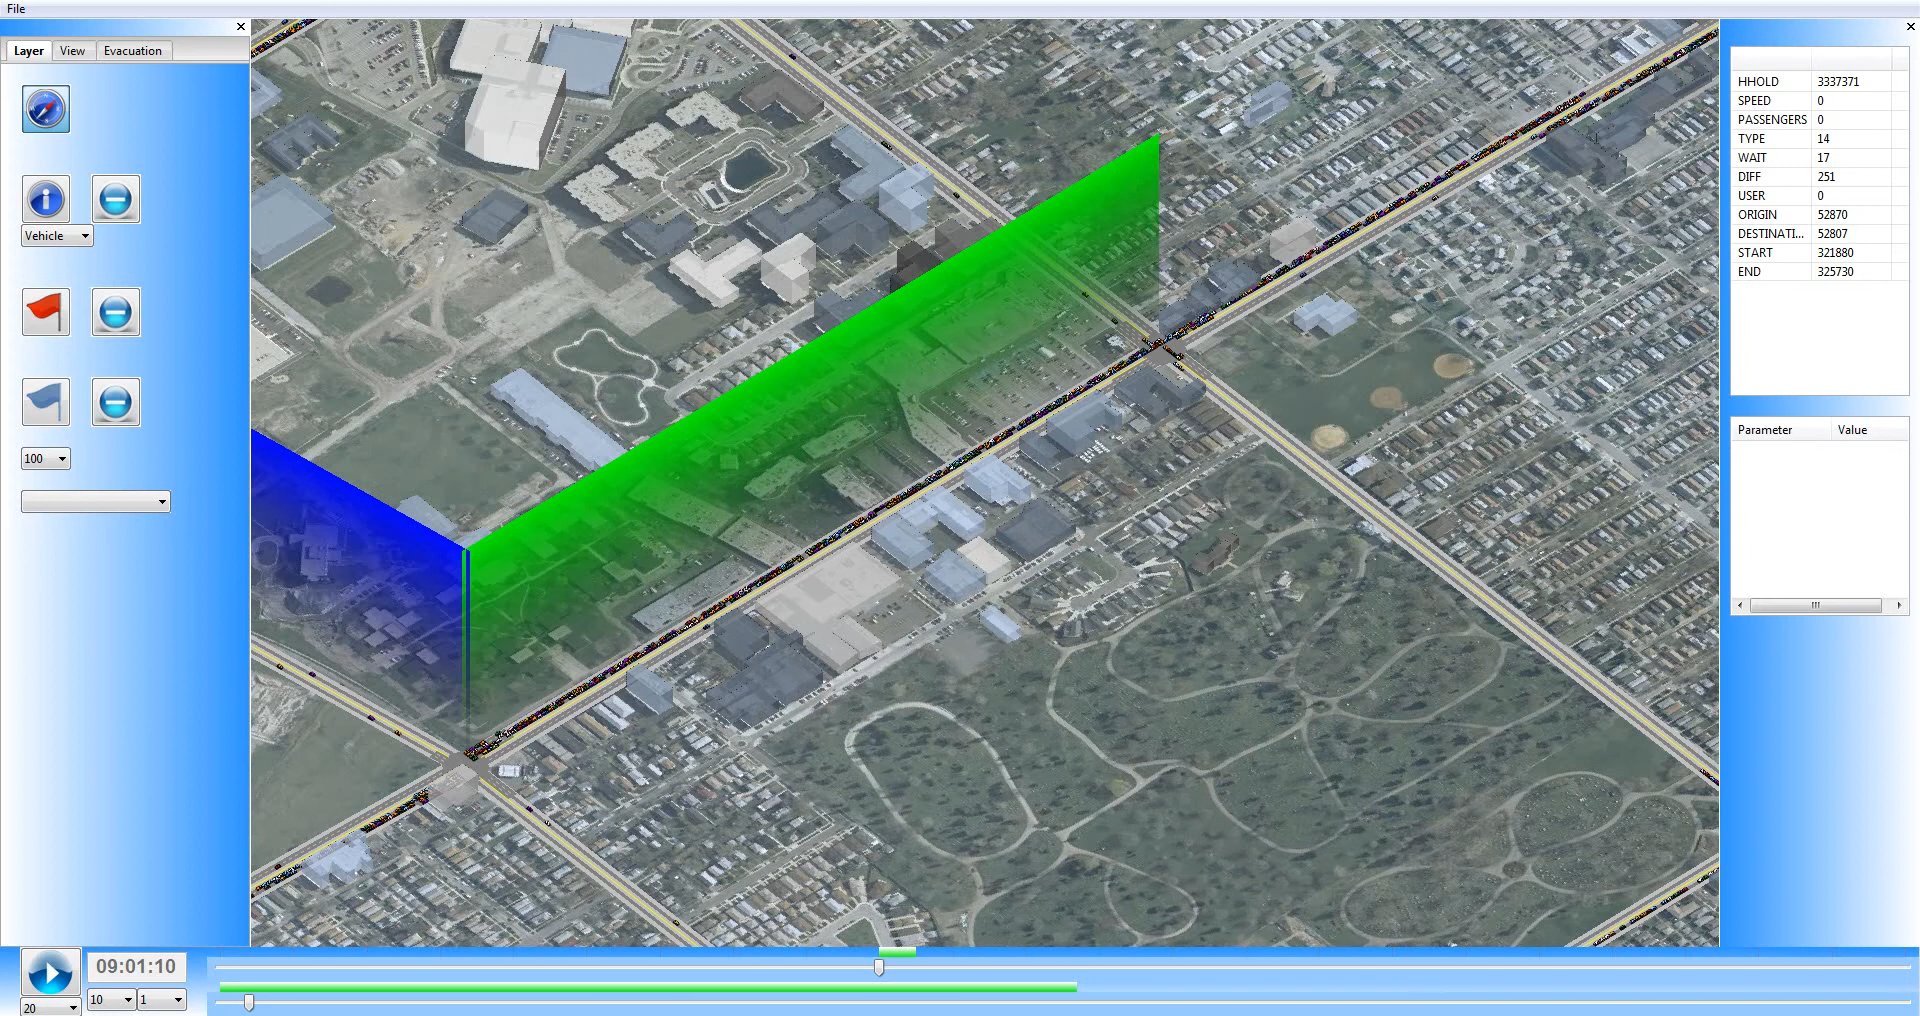 File
Layer View Evacuation
Vehicle
100
HHOLD 3337371
SPEED 0
PASSENGERS 0
TYPE 14
WAIT 17
DIFF 251
USER 0
ORIGIN 52870
DESTINATI... 52807
START 321880
END 325730
Parameter Value
09:01:10
20 10 1